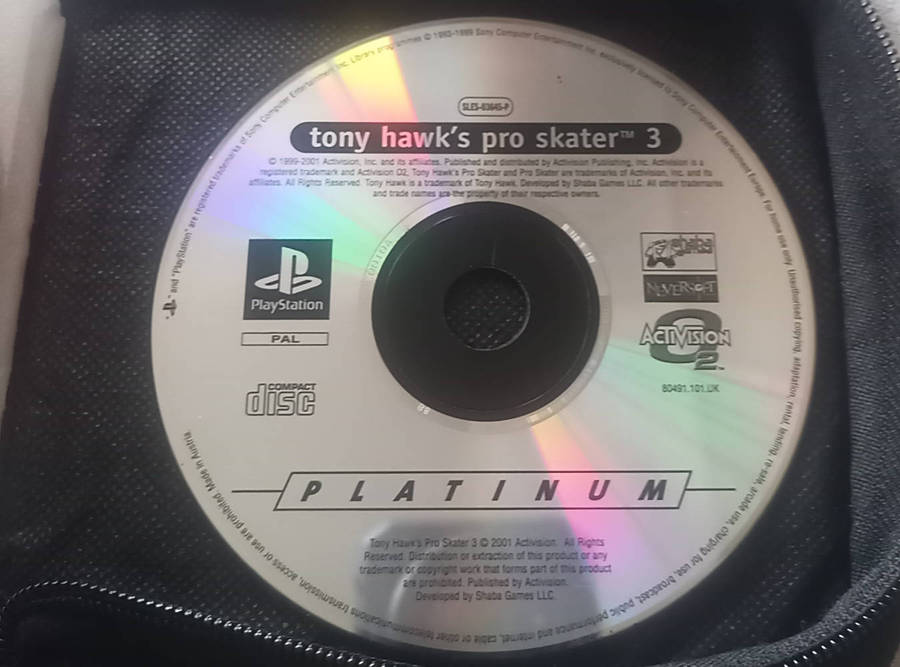 SLES-03645-P
tony hawk's pro skater™ 3
© 1999-2001 Activision, Inc. and its affiliates. Published and distributed by Activision Publishing, Inc. Activision is a
registered trademark and Activision O2, Tony Hawk's Pro Skater and Pro Skater are trademarks of Activision, Inc. and its
affiliates. All Rights Reserved. Tony Hawk is a trademark of Tony Hawk. Developed by Shaba Games LLC. All other trademarks
and trade names are the property of their respective owners.
PlayStation
PAL
COMPACT
disc
shaba
NEVERSOFT
ACTIVISION
O2™
80491.101.UK
PLATINUM
Tony Hawk's Pro Skater 3 © 2001 Activision. All Rights
Reserved. Distribution or extraction of this product or any
trademark or copyright work that forms part of this product
are prohibited. Published by Activision.
Developed by Shaba Games LLC.
and "PlayStation" are registered trademarks of Sony Computer Entertainment Inc. Library programmes © 1993-1999 Sony Computer Entertainment Inc. exclusively licensed to Sony Computer Entertainment Europe. For home use only. Unauthorised copying, adaptation, rental, lending, re-sale, arcade use, charging for use, broadcast, public performance and internet, cable or other telecommunications transmission, access or use are prohibited. Made in Austria.